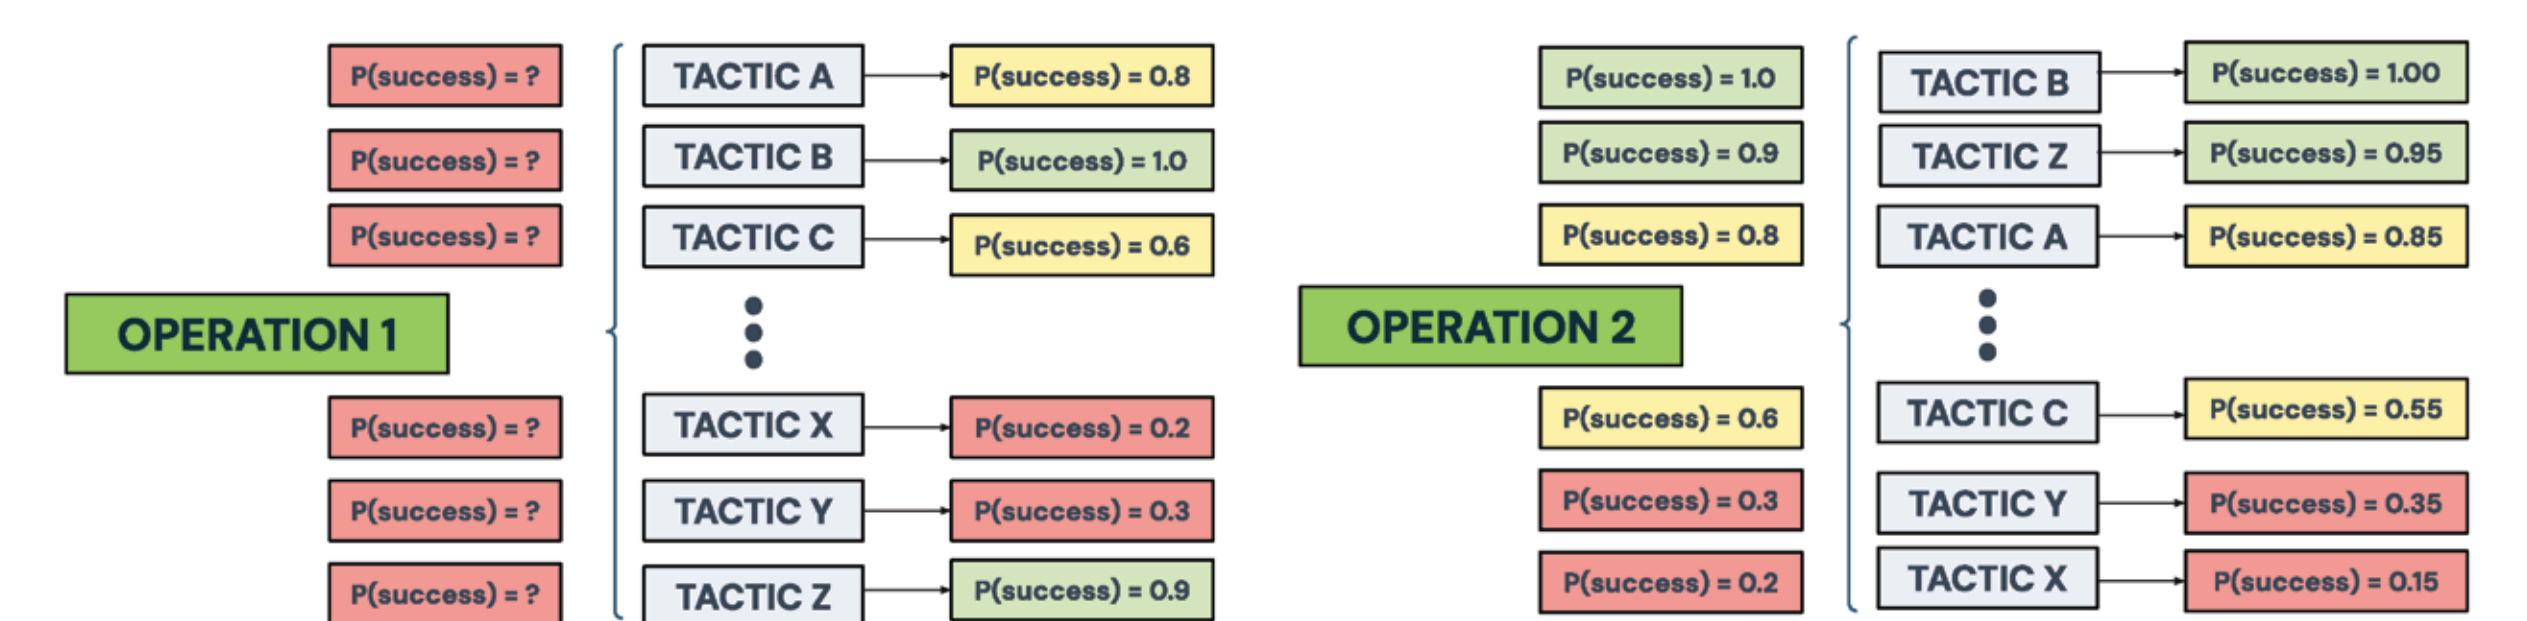 P(success) = ? TACTIC A P(success) = 0.8
P(success) = ? TACTIC B P(success) = 1.0
P(success) = ? TACTIC C P(success) = 0.6
OPERATION 1
P(success) = ? TACTIC X P(success) = 0.2
P(success) = ? TACTIC Y P(success) = 0.3
P(success) = ? TACTIC Z P(success) = 0.9
P(success) = 1.0 TACTIC B P(success) = 1.00
P(success) = 0.9 TACTIC Z P(success) = 0.95
P(success) = 0.8 TACTIC A P(success) = 0.85
OPERATION 2
P(success) = 0.6 TACTIC C P(success) = 0.55
P(success) = 0.3 TACTIC Y P(success) = 0.35
P(success) = 0.2 TACTIC X P(success) = 0.15